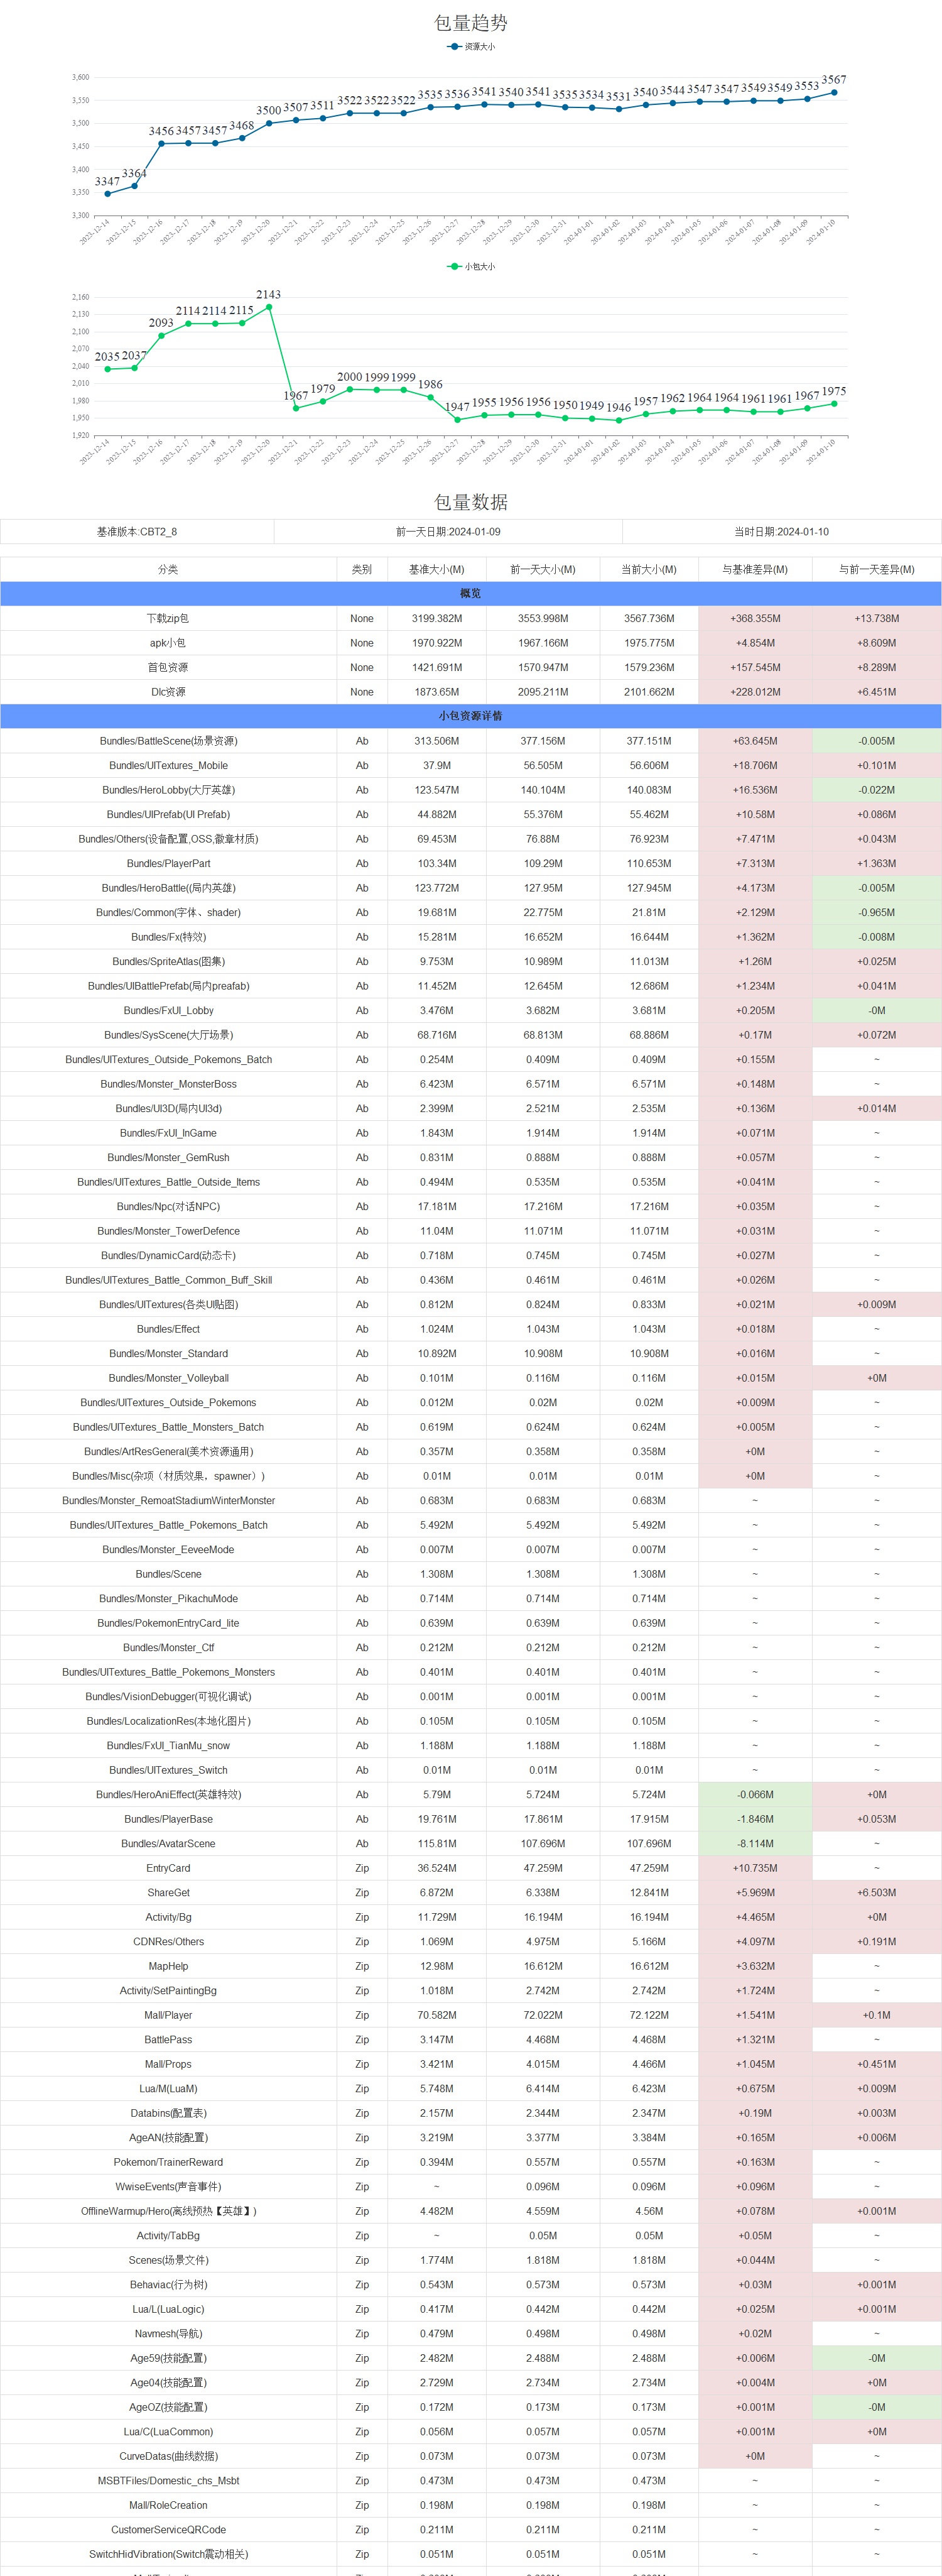 包量趋势
资源大小
3,600
3,550
3,500
3,450
3,400
3,350
3,300
3347 3364 3456 3457 3457 3468 3500 3507 3511 3522 3522 3522 3535 3536 3541 3540 3541 3535 3534 3531 3540 3544 3547 3547 3549 3549 3553 3567
2023-12-14 2023-12-15 2023-12-16 2023-12-17 2023-12-18 2023-12-19 2023-12-20 2023-12-21 2023-12-22 2023-12-23 2023-12-24 2023-12-25 2023-12-26 2023-12-27 2023-12-28 2023-12-29 2023-12-30 2023-12-31 2024-01-01 2024-01-02 2024-01-03 2024-01-04 2024-01-05 2024-01-06 2024-01-07 2024-01-08 2024-01-09 2024-01-10
小包大小
2,160
2,130
2,100
2,070
2,040
2,010
1,980
1,950
1,920
2035 2037 2093 2114 2114 2115 2143 1967 1979 2000 1999 1999 1986 1947 1955 1956 1956 1950 1949 1946 1957 1962 1964 1964 1961 1961 1967 1975
2023-12-14 2023-12-15 2023-12-16 2023-12-17 2023-12-18 2023-12-19 2023-12-20 2023-12-21 2023-12-22 2023-12-23 2023-12-24 2023-12-25 2023-12-26 2023-12-27 2023-12-28 2023-12-29 2023-12-30 2023-12-31 2024-01-01 2024-01-02 2024-01-03 2024-01-04 2024-01-05 2024-01-06 2024-01-07 2024-01-08 2024-01-09 2024-01-10
包量数据
基准版本:CBT2_8 前一天日期:2024-01-09 当时日期:2024-01-10
分类 类别 基准大小(M) 前一天大小(M) 当前大小(M) 与基准差异(M) 与前一天差异(M)
概览
下载zip包 None 3199.382M 3553.998M 3567.736M +368.355M +13.738M
apk小包 None 1970.922M 1967.166M 1975.775M +4.854M +8.609M
首包资源 None 1421.691M 1570.947M 1579.236M +157.545M +8.289M
Dlc资源 None 1873.65M 2095.211M 2101.662M +228.012M +6.451M
小包资源详情
Bundles/BattleScene(场景资源) Ab 313.506M 377.156M 377.151M +63.645M -0.005M
Bundles/UITextures_Mobile Ab 37.9M 56.505M 56.606M +18.706M +0.101M
Bundles/HeroLobby(大厅英雄) Ab 123.547M 140.104M 140.083M +16.536M -0.022M
Bundles/UIPrefab(UI Prefab) Ab 44.882M 55.376M 55.462M +10.58M +0.086M
Bundles/Others(设备配置,OSS,徽章材质) Ab 69.453M 76.88M 76.923M +7.471M +0.043M
Bundles/PlayerPart Ab 103.34M 109.29M 110.653M +7.313M +1.363M
Bundles/HeroBattle((局内英雄) Ab 123.772M 127.95M 127.945M +4.173M -0.005M
Bundles/Common(字体、shader) Ab 19.681M 22.775M 21.81M +2.129M -0.965M
Bundles/Fx(特效) Ab 15.281M 16.652M 16.644M +1.362M -0.008M
Bundles/SpriteAtlas(图集) Ab 9.753M 10.989M 11.013M +1.26M +0.025M
Bundles/UIBattlePrefab(局内preafab) Ab 11.452M 12.645M 12.686M +1.234M +0.041M
Bundles/FxUI_Lobby Ab 3.476M 3.682M 3.681M +0.205M -0M
Bundles/SysScene(大厅场景) Ab 68.716M 68.813M 68.886M +0.17M +0.072M
Bundles/UITextures_Outside_Pokemons_Batch Ab 0.254M 0.409M 0.409M +0.155M ~
Bundles/Monster_MonsterBoss Ab 6.423M 6.571M 6.571M +0.148M ~
Bundles/UI3D(局内UI3d) Ab 2.399M 2.521M 2.535M +0.136M +0.014M
Bundles/FxUI_InGame Ab 1.843M 1.914M 1.914M +0.071M ~
Bundles/Monster_GemRush Ab 0.831M 0.888M 0.888M +0.057M ~
Bundles/UITextures_Battle_Outside_Items Ab 0.494M 0.535M 0.535M +0.041M ~
Bundles/Npc(对话NPC) Ab 17.181M 17.216M 17.216M +0.035M ~
Bundles/Monster_TowerDefence Ab 11.04M 11.071M 11.071M +0.031M ~
Bundles/DynamicCard(动态卡) Ab 0.718M 0.745M 0.745M +0.027M ~
Bundles/UITextures_Battle_Common_Buff_Skill Ab 0.436M 0.461M 0.461M +0.026M ~
Bundles/UITextures(各类UI贴图) Ab 0.812M 0.824M 0.833M +0.021M +0.009M
Bundles/Effect Ab 1.024M 1.043M 1.043M +0.018M ~
Bundles/Monster_Standard Ab 10.892M 10.908M 10.908M +0.016M ~
Bundles/Monster_Volleyball Ab 0.101M 0.116M 0.116M +0.015M +0M
Bundles/UITextures_Outside_Pokemons Ab 0.012M 0.02M 0.02M +0.009M ~
Bundles/UITextures_Battle_Monsters_Batch Ab 0.619M 0.624M 0.624M +0.005M ~
Bundles/ArtResGeneral(美术资源通用) Ab 0.357M 0.358M 0.358M +0M ~
Bundles/Misc(杂项（材质效果，spawner）) Ab 0.01M 0.01M 0.01M +0M ~
Bundles/Monster_RemoatStadiumWinterMonster Ab 0.683M 0.683M 0.683M ~ ~
Bundles/UITextures_Battle_Pokemons_Batch Ab 5.492M 5.492M 5.492M ~ ~
Bundles/Monster_EeveeMode Ab 0.007M 0.007M 0.007M ~ ~
Bundles/Scene Ab 1.308M 1.308M 1.308M ~ ~
Bundles/Monster_PikachuMode Ab 0.714M 0.714M 0.714M ~ ~
Bundles/PokemonEntryCard_lite Ab 0.639M 0.639M 0.639M ~ ~
Bundles/Monster_Ctf Ab 0.212M 0.212M 0.212M ~ ~
Bundles/UITextures_Battle_Pokemons_Monsters Ab 0.401M 0.401M 0.401M ~ ~
Bundles/VisionDebugger(可视化调试) Ab 0.001M 0.001M 0.001M ~ ~
Bundles/LocalizationRes(本地化图片) Ab 0.105M 0.105M 0.105M ~ ~
Bundles/FxUI_TianMu_snow Ab 1.188M 1.188M 1.188M ~ ~
Bundles/UITextures_Switch Ab 0.01M 0.01M 0.01M ~ ~
Bundles/HeroAniEffect(英雄特效) Ab 5.79M 5.724M 5.724M -0.066M +0M
Bundles/PlayerBase Ab 19.761M 17.861M 17.915M -1.846M +0.053M
Bundles/AvatarScene Ab 115.81M 107.696M 107.696M -8.114M ~
EntryCard Zip 36.524M 47.259M 47.259M +10.735M ~
ShareGet Zip 6.872M 6.338M 12.841M +5.969M +6.503M
Activity/Bg Zip 11.729M 16.194M 16.194M +4.465M +0M
CDNRes/Others Zip 1.069M 4.975M 5.166M +4.097M +0.191M
MapHelp Zip 12.98M 16.612M 16.612M +3.632M ~
Activity/SetPaintingBg Zip 1.018M 2.742M 2.742M +1.724M ~
Mall/Player Zip 70.582M 72.022M 72.122M +1.541M +0.1M
BattlePass Zip 3.147M 4.468M 4.468M +1.321M ~
Mall/Props Zip 3.421M 4.015M 4.466M +1.045M +0.451M
Lua/M(LuaM) Zip 5.748M 6.414M 6.423M +0.675M +0.009M
Databins(配置表) Zip 2.157M 2.344M 2.347M +0.19M +0.003M
AgeAN(技能配置) Zip 3.219M 3.377M 3.384M +0.165M +0.006M
Pokemon/TrainerReward Zip 0.394M 0.557M 0.557M +0.163M ~
WwiseEvents(声音事件) Zip ~ 0.096M 0.096M +0.096M ~
OfflineWarmup/Hero(离线预热【英雄】) Zip 4.482M 4.559M 4.56M +0.078M +0.001M
Activity/TabBg Zip ~ 0.05M 0.05M +0.05M ~
Scenes(场景文件) Zip 1.774M 1.818M 1.818M +0.044M ~
Behaviac(行为树) Zip 0.543M 0.573M 0.573M +0.03M +0.001M
Lua/L(LuaLogic) Zip 0.417M 0.442M 0.442M +0.025M +0.001M
Navmesh(导航) Zip 0.479M 0.498M 0.498M +0.02M ~
Age59(技能配置) Zip 2.482M 2.488M 2.488M +0.006M -0M
Age04(技能配置) Zip 2.729M 2.734M 2.734M +0.004M +0M
AgeOZ(技能配置) Zip 0.172M 0.173M 0.173M +0.001M -0M
Lua/C(LuaCommon) Zip 0.056M 0.057M 0.057M +0.001M +0M
CurveDatas(曲线数据) Zip 0.073M 0.073M 0.073M +0M ~
MSBTFiles/Domestic_chs_Msbt Zip 0.473M 0.473M 0.473M ~ ~
Mall/RoleCreation Zip 0.198M 0.198M 0.198M ~ ~
CustomerServiceQRCode Zip 0.211M 0.211M 0.211M ~ ~
SwitchHidVibration(Switch震动相关) Zip 0.051M 0.051M 0.051M ~ ~